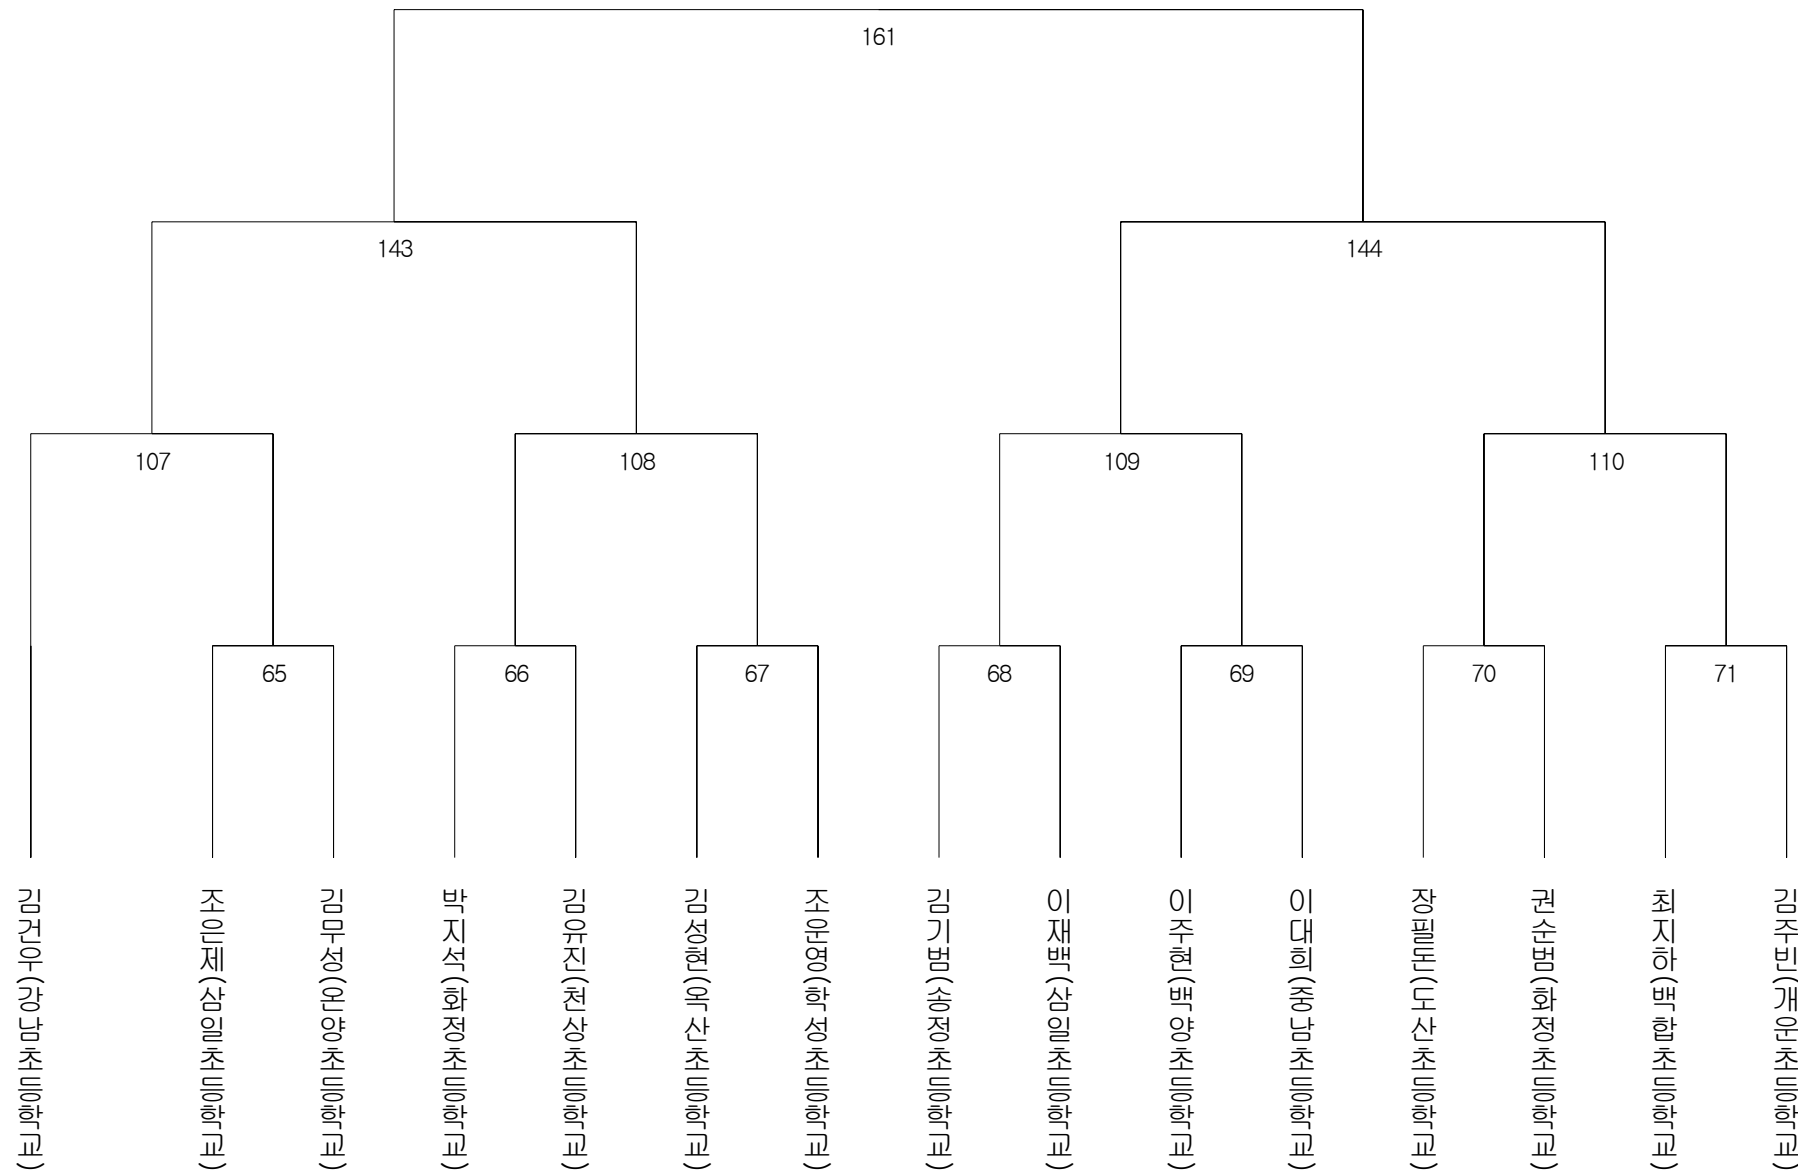 161
143
144
107
108
109
110
65
66
67
68
69
70
71
김건우(강남초등학교)
조은제(삼일초등학교)
김무성(온양초등학교)
박지석(화정초등학교)
김유진(천상초등학교)
김성현(옥산초등학교)
조운영(학성초등학교)
김기범(송정초등학교)
이재백(삼일초등학교)
이주현(백양초등학교)
이대희(중남초등학교)
장필돈(도산초등학교)
권순범(화정초등학교)
최지하(백합초등학교)
김주빈(개운초등학교)